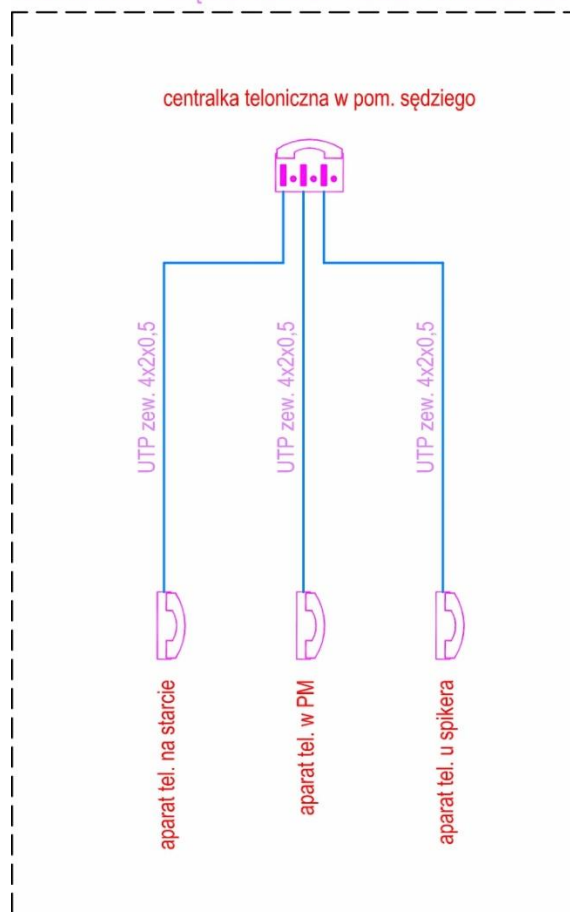 centralka teloniczna w pom. sędziego
UTP zew. 4x2x0,5
UTP zew. 4x2x0,5
UTP zew. 4x2x0,5
aparat tel. na starcie
aparat tel. w PM
aparat tel. u spikera